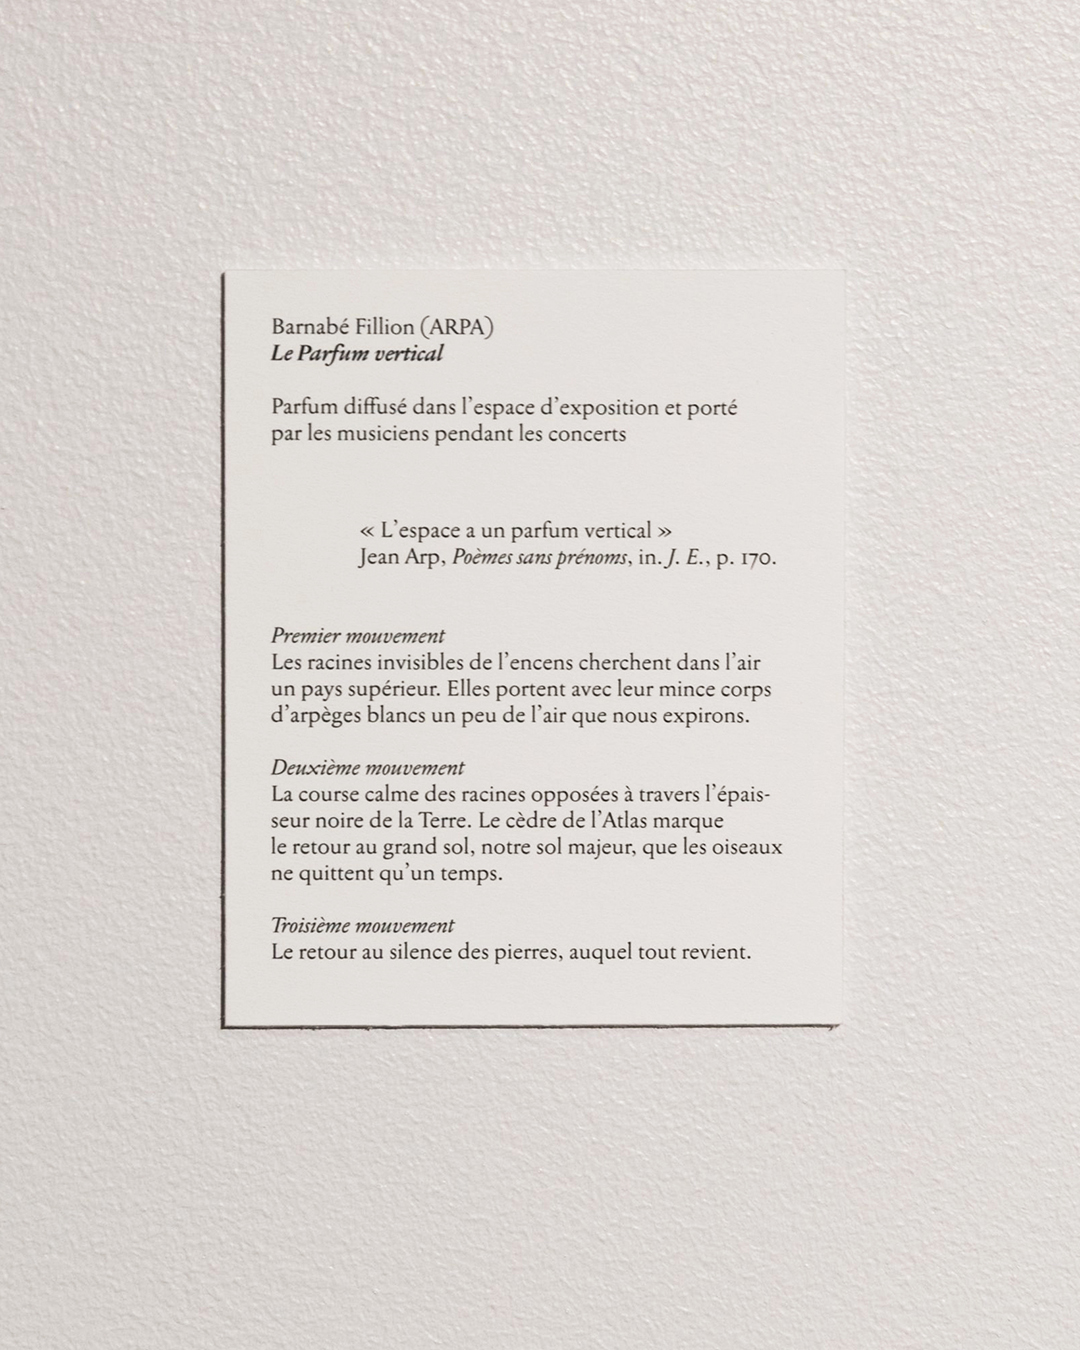 Barnabé Fillion (ARPA)
Le Parfum vertical
Parfum diffusé dans l’espace d’exposition et porté
par les musiciens pendant les concerts
« L’espace a un parfum vertical »
Jean Arp, Poèmes sans prénoms, in. J. E., p. 170.
Premier mouvement
Les racines invisibles de l’encens cherchent dans l’air
un pays supérieur. Elles portent avec leur mince corps
d’arpèges blancs un peu de l’air que nous expirons.
Deuxième mouvement
La course calme des racines opposées à travers l’épais-
seur noire de la Terre. Le cèdre de l’Atlas marque
le retour au grand sol, notre sol majeur, que les oiseaux
ne quittent qu’un temps.
Troisième mouvement
Le retour au silence des pierres, auquel tout revient.